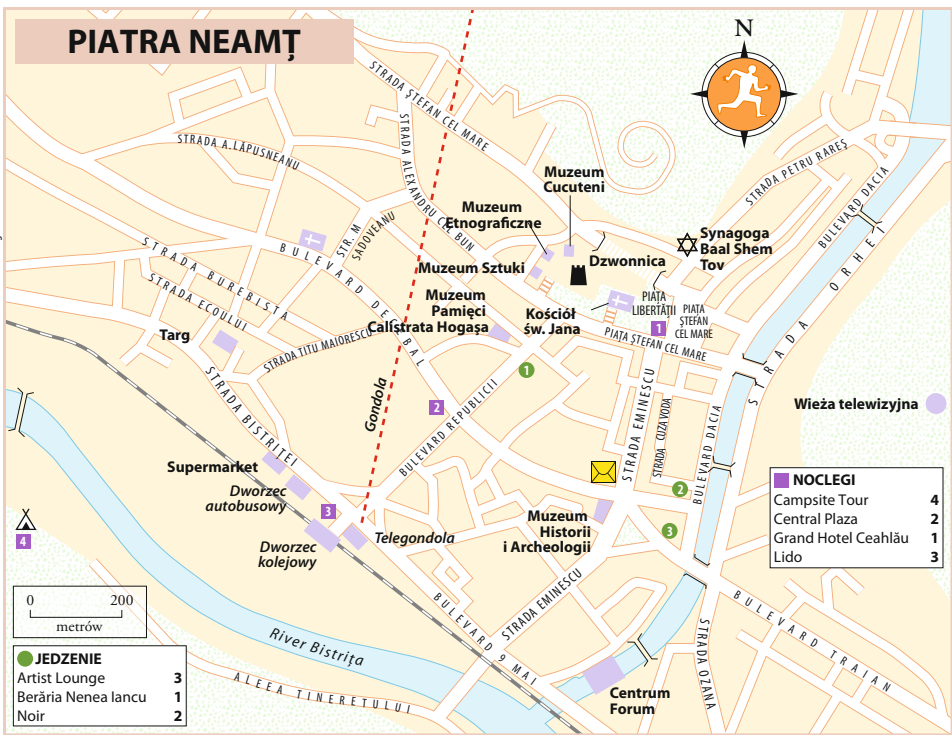 PIATRA NEAMȚ
N
STRADA ȘTEFAN CEL MARE
STRADA A.LĂPUSNEANU
STRADA ALEXANDRU CEL BUN
STR. M
SADOVEANU
STRADA PETRU RAREȘ
BULEVARD DACIA
STRADA ORHEI
Muzeum
Cucuteni
Muzeum
Etnograficzne
Synagoga
Baal Shem
Tov
Dzwonnica
Muzeum Sztuki
Muzeum
Pamięci
Calistrata Hogașa
Kościół
św. Jana
PIAȚA
LIBERTĂȚII
PIAȚA
ȘTEFAN
CEL MARE
1
PIAȚA ȘTEFAN CEL MARE
BULEVARD DECEBAL
STRADA BUREBISTA
STRADA ECOULUI
Targ
STRADA TITU MAIORESCU
STRADA BISTRIȚEI
Gondola
1
2
BULEVARD REPUBLICII
STRADA EMINESCU
STRADA CUZA VODA
BULEVARD DACIA
Wieża telewizyjna
Supermarket
Dworzec
autobusowy
3
Dworzec
kolejowy
Telegondola
4
2
3
Muzeum
Historii
i Archeologii
STRADA EMINESCU
BULEVARD 9 MAI
BULEVARD TRAIAN
STRADA OZANA
Centrum
Forum
River Bistrița
ALEEA TINERETULUI
NOCLEGI
Campsite Tour 4
Central Plaza 2
Grand Hotel Ceahlău 1
Lido 3
0 200
metrów
JEDZENIE
Artist Lounge 3
Berăria Nenea Iancu 1
Noir 2